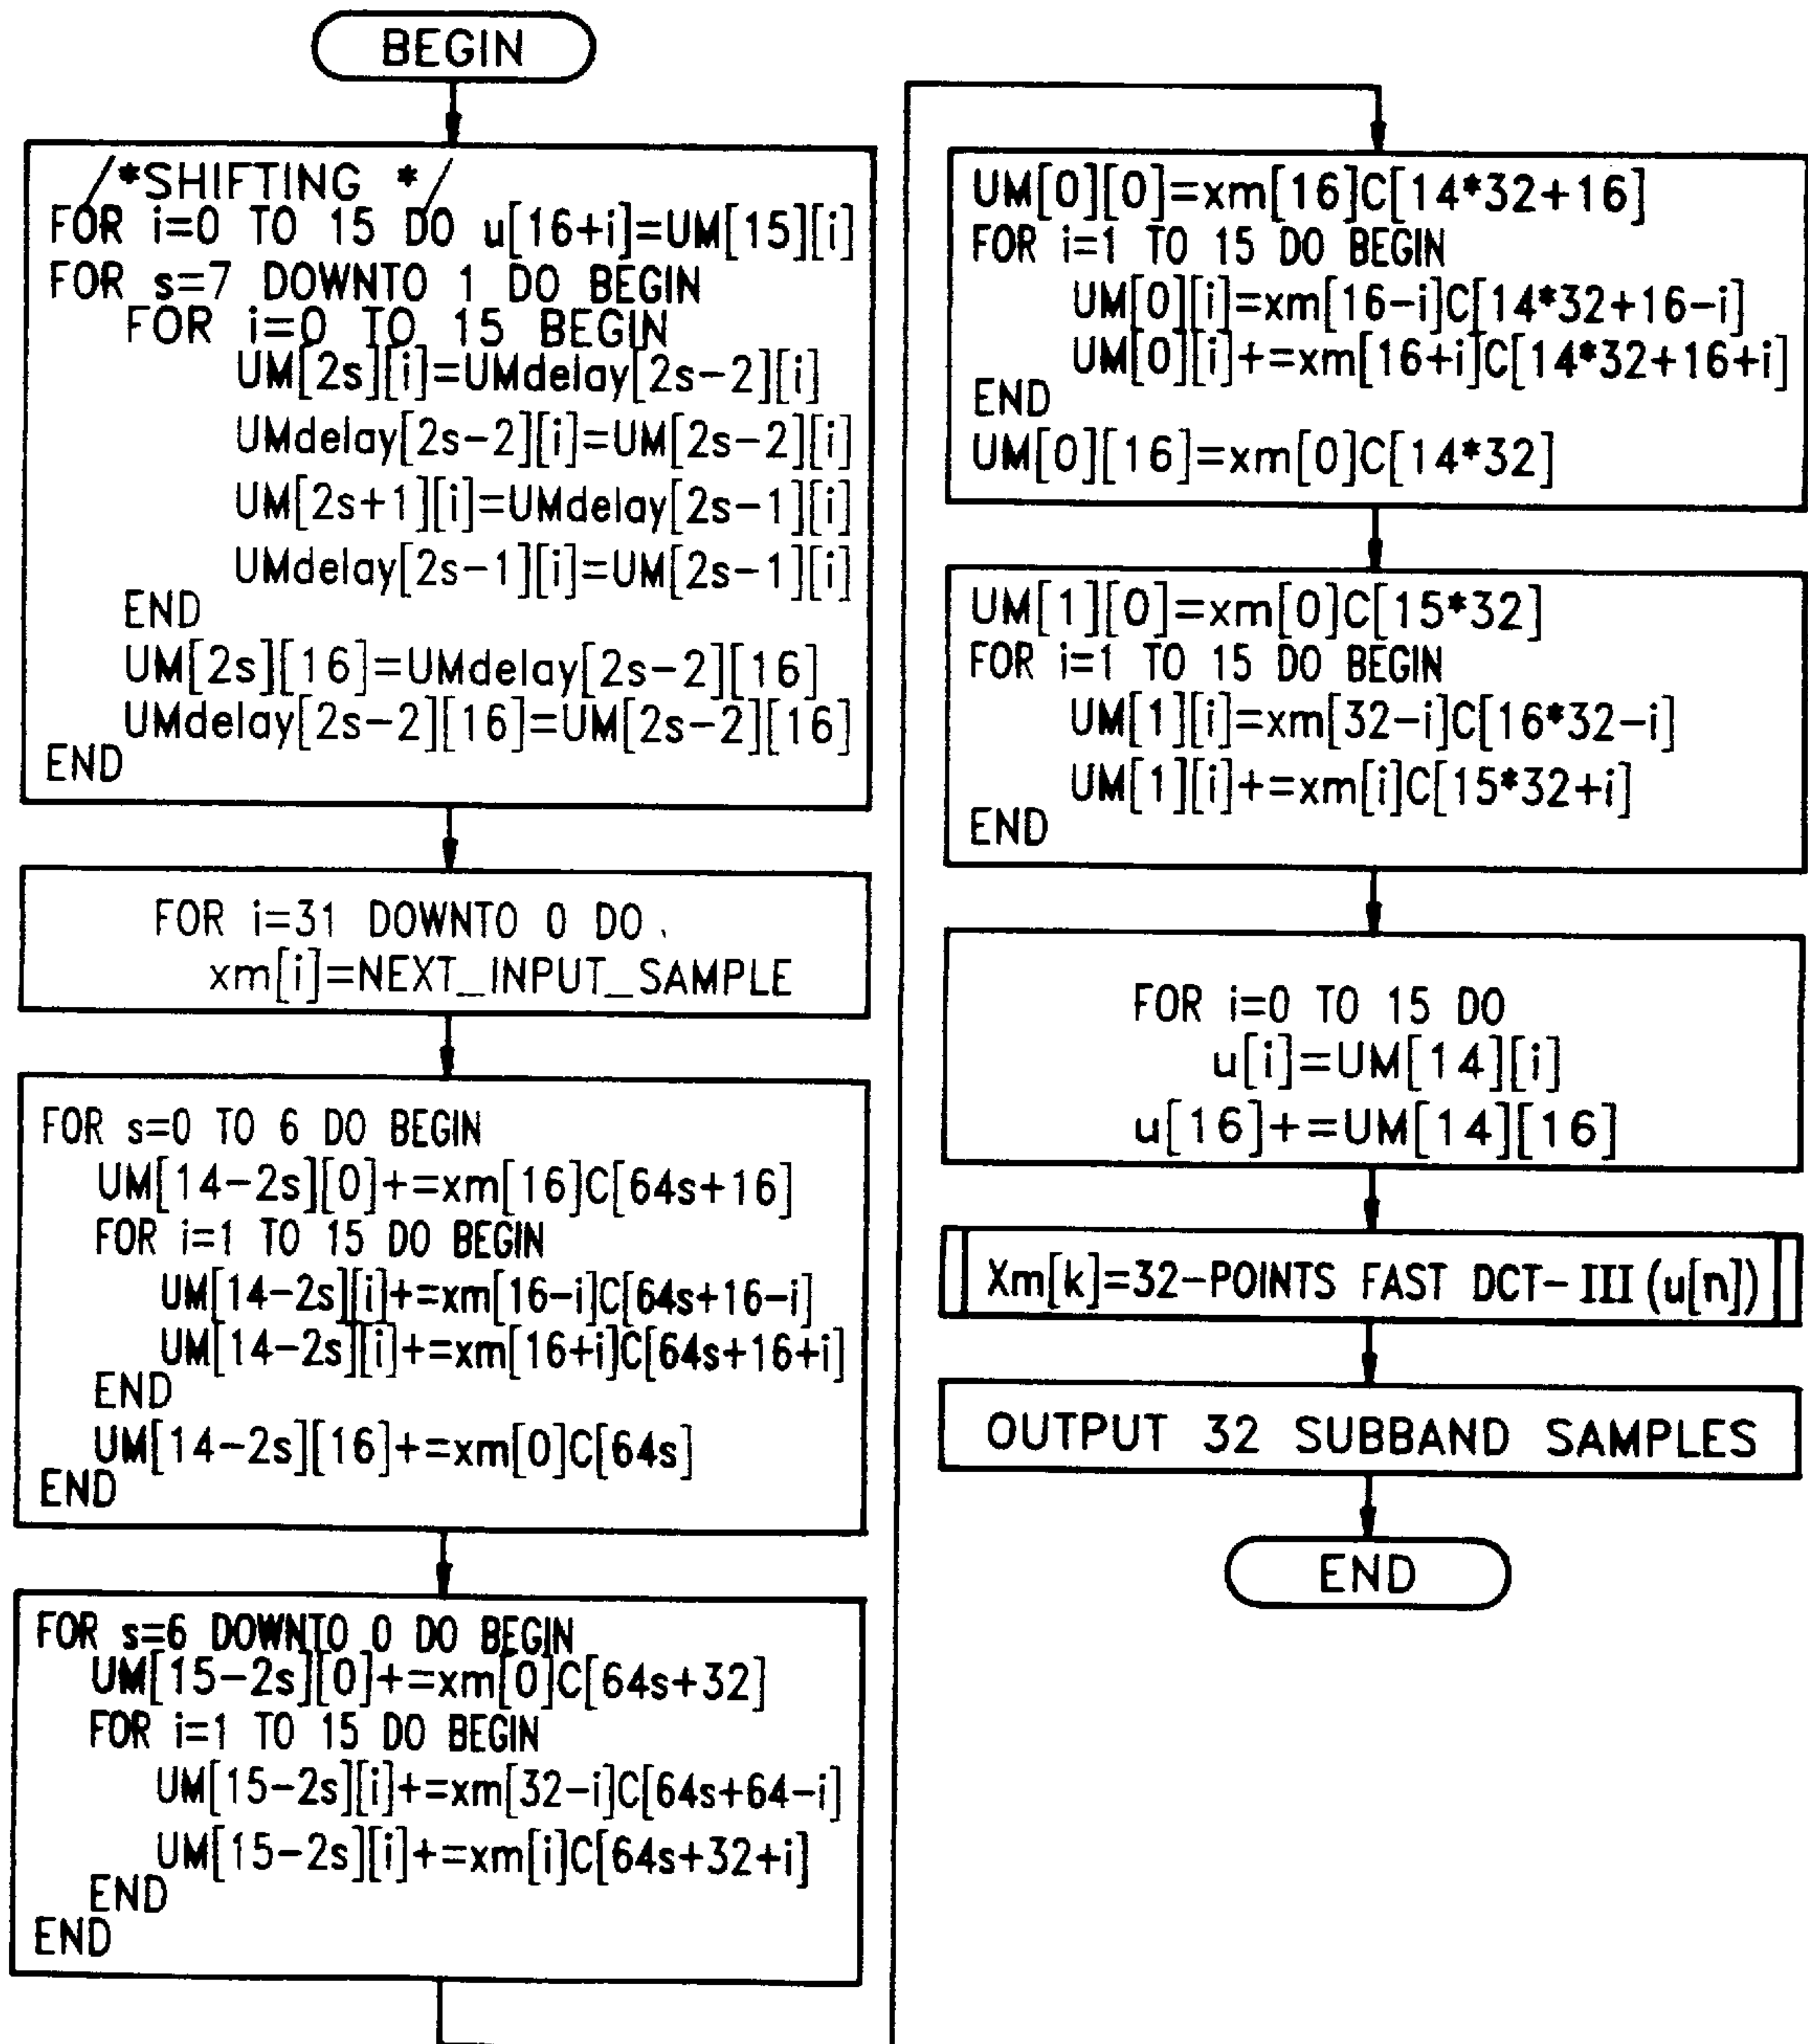 BEGIN
/*SHIFTING */
FOR i=0 TO 15 DO u[16+i]=UM[15][i]
FOR s=7 DOWNTO 1 DO BEGIN
FOR i=0 TO 15 BEGIN
UM[2s][i]=UMdelay[2s-2][i]
UMdelay[2s-2][i]=UM[2s-2][i]
UM[2s+1][i]=UMdelay[2s-1][i]
UMdelay[2s-1][i]=UM[2s-1][i]
END
UM[2s][16]=UMdelay[2s-2][16]
UMdelay[2s-2][16]=UM[2s-2][16]
END
FOR i=31 DOWNTO 0 DO
xm[i]=NEXT_INPUT_SAMPLE
FOR s=0 TO 6 DO BEGIN
UM[14-2s][0]+=xm[16]C[64s+16]
FOR i=1 TO 15 DO BEGIN
UM[14-2s][i]+=xm[16-i]C[64s+16-i]
UM[14-2s][i]+=xm[16+i]C[64s+16+i]
END
UM[14-2s][16]+=xm[0]C[64s]
END
FOR s=6 DOWNTO 0 DO BEGIN
UM[15-2s][0]+=xm[0]C[64s+32]
FOR i=1 TO 15 DO BEGIN
UM[15-2s][i]+=xm[32-i]C[64s+64-i]
UM[15-2s][i]+=xm[i]C[64s+32+i]
END
END
UM[0][0]=xm[16]C[14*32+16]
FOR i=1 TO 15 DO BEGIN
UM[0][i]=xm[16-i]C[14*32+16-i]
UM[0][i]+=xm[16+i]C[14*32+16+i]
END
UM[0][16]=xm[0]C[14*32]
UM[1][0]=xm[0]C[15*32]
FOR i=1 TO 15 DO BEGIN
UM[1][i]=xm[32-i]C[16*32-i]
UM[1][i]+=xm[i]C[15*32+i]
END
FOR i=0 TO 15 DO
u[i]=UM[14][i]
u[16]+=UM[14][16]
Xm[k]=32-POINTS FAST DCT-III(u[n])
OUTPUT 32 SUBBAND SAMPLES
END